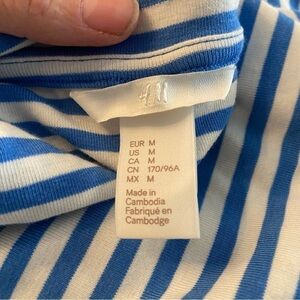 H&M
EUR M
US M
CA M
CN 170/96A
MX M
Made in
Cambodia
Fabriqué en
Cambodge